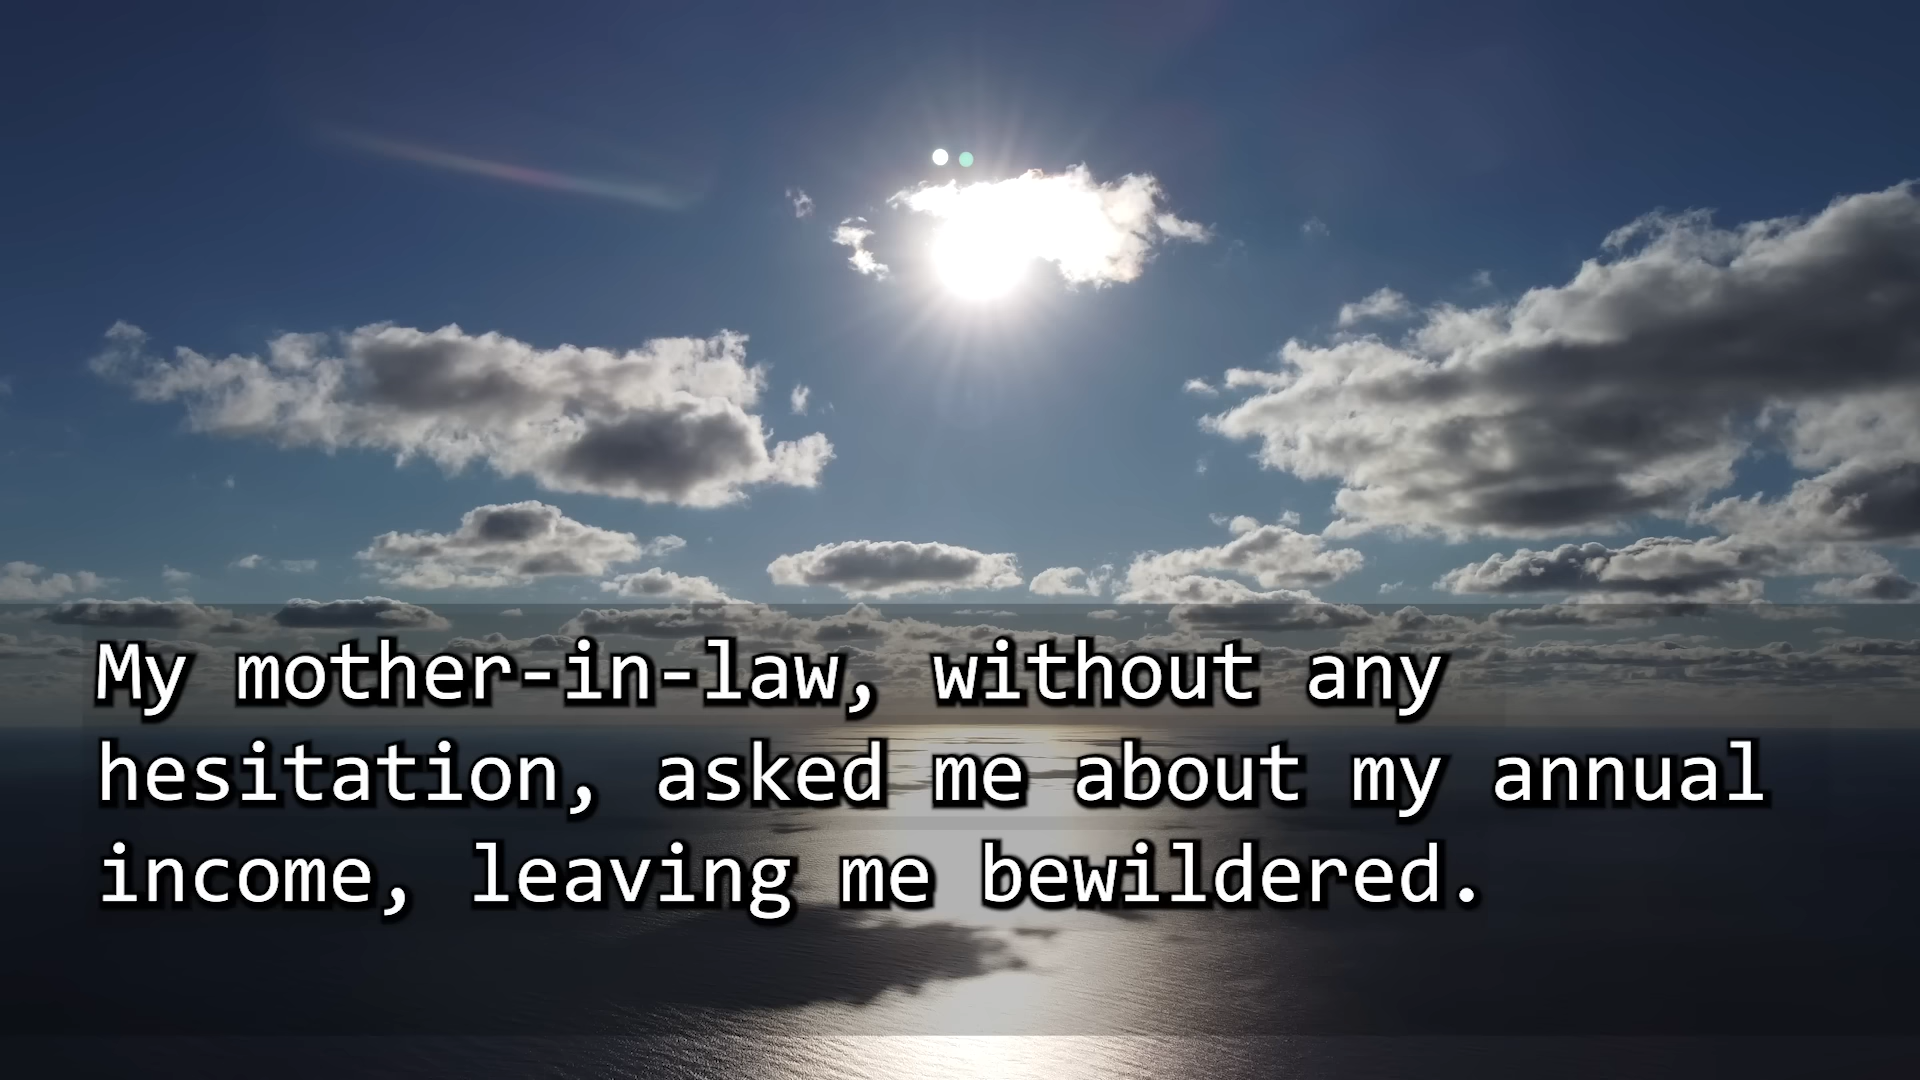 My mother-in-law, without any
hesitation, asked me about my annual
income, leaving me bewildered.